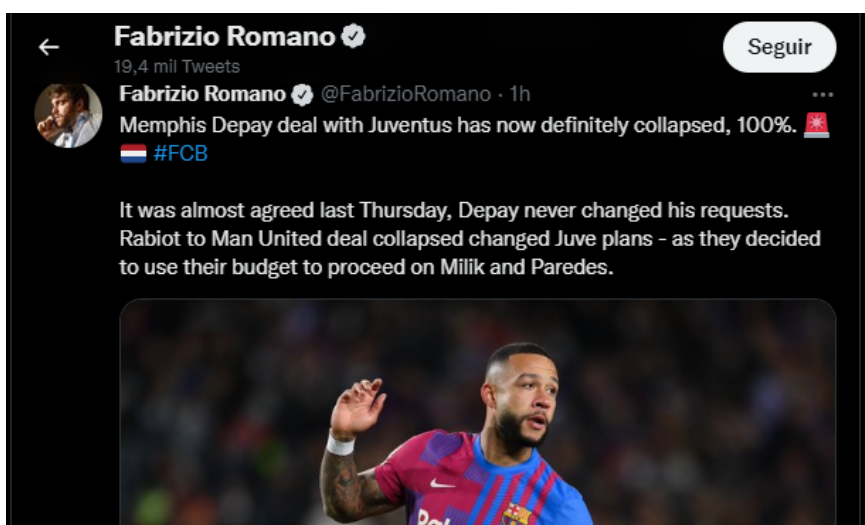 Fabrizio Romano
Seguir
19,4 mil Tweets
Fabrizio Romano @FabrizioRomano · 1h
Memphis Depay deal with Juventus has now definitely collapsed, 100%. 🚨
🇳🇱 #FCB
It was almost agreed last Thursday, Depay never changed his requests.
Rabiot to Man United deal collapsed changed Juve plans - as they decided
to use their budget to proceed on Milik and Paredes.